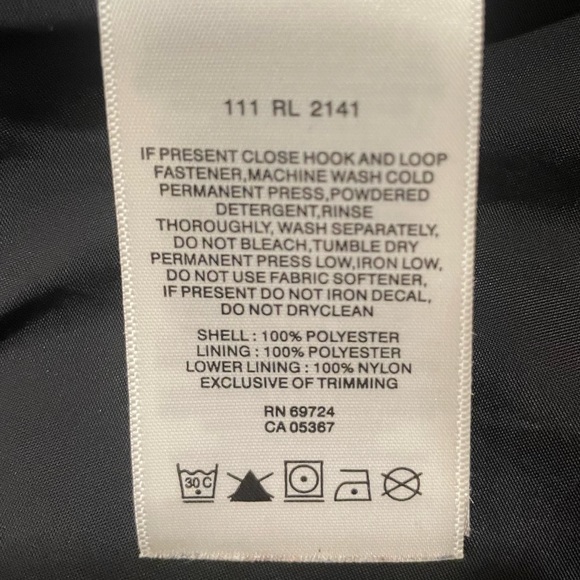 111 RL 2141
IF PRESENT CLOSE HOOK AND LOOP
FASTENER,MACHINE WASH COLD
PERMANENT PRESS,POWDERED
DETERGENT,RINSE
THOROUGHLY, WASH SEPARATELY,
DO NOT BLEACH,TUMBLE DRY
PERMANENT PRESS LOW,IRON LOW,
DO NOT USE FABRIC SOFTENER,
IF PRESENT DO NOT IRON DECAL,
DO NOT DRYCLEAN
SHELL : 100% POLYESTER
LINING : 100% POLYESTER
LOWER LINING : 100% NYLON
EXCLUSIVE OF TRIMMING
RN 69724
CA 05367
30 C